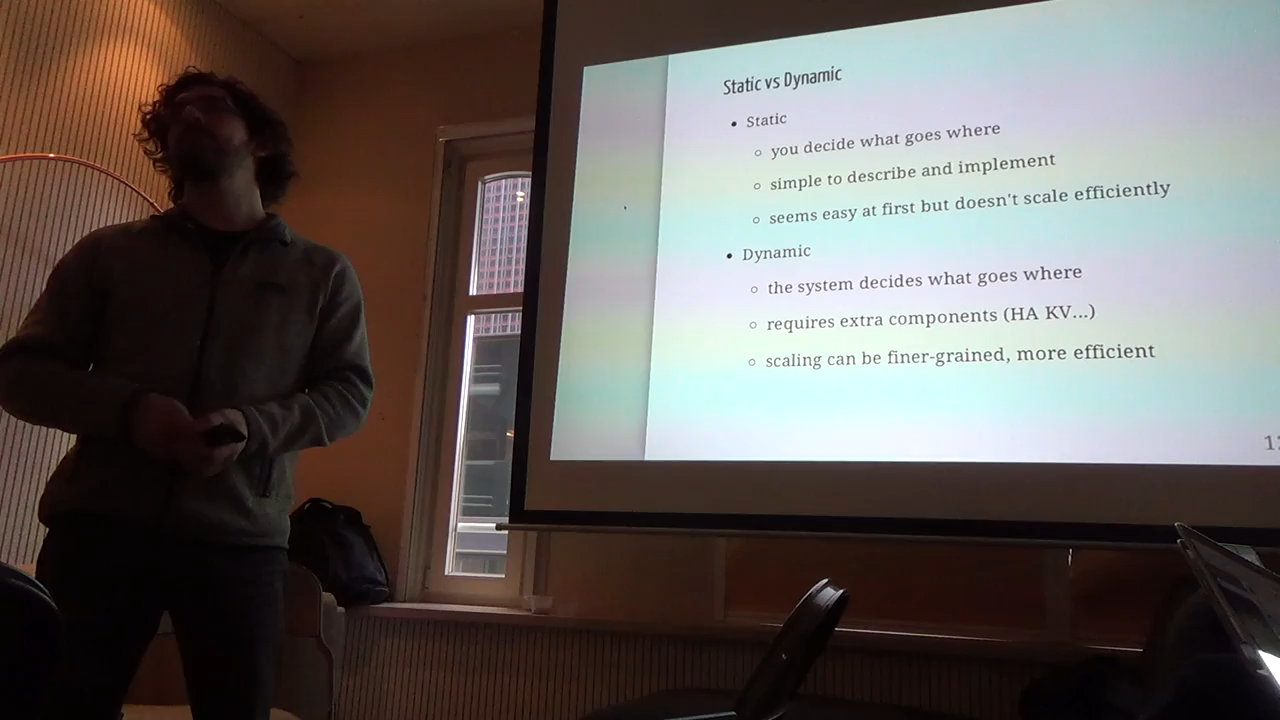 Static vs Dynamic
• Static
◦ you decide what goes where
◦ simple to describe and implement
◦ seems easy at first but doesn't scale efficiently
• Dynamic
◦ the system decides what goes where
◦ requires extra components (HA KV...)
◦ scaling can be finer-grained, more efficient